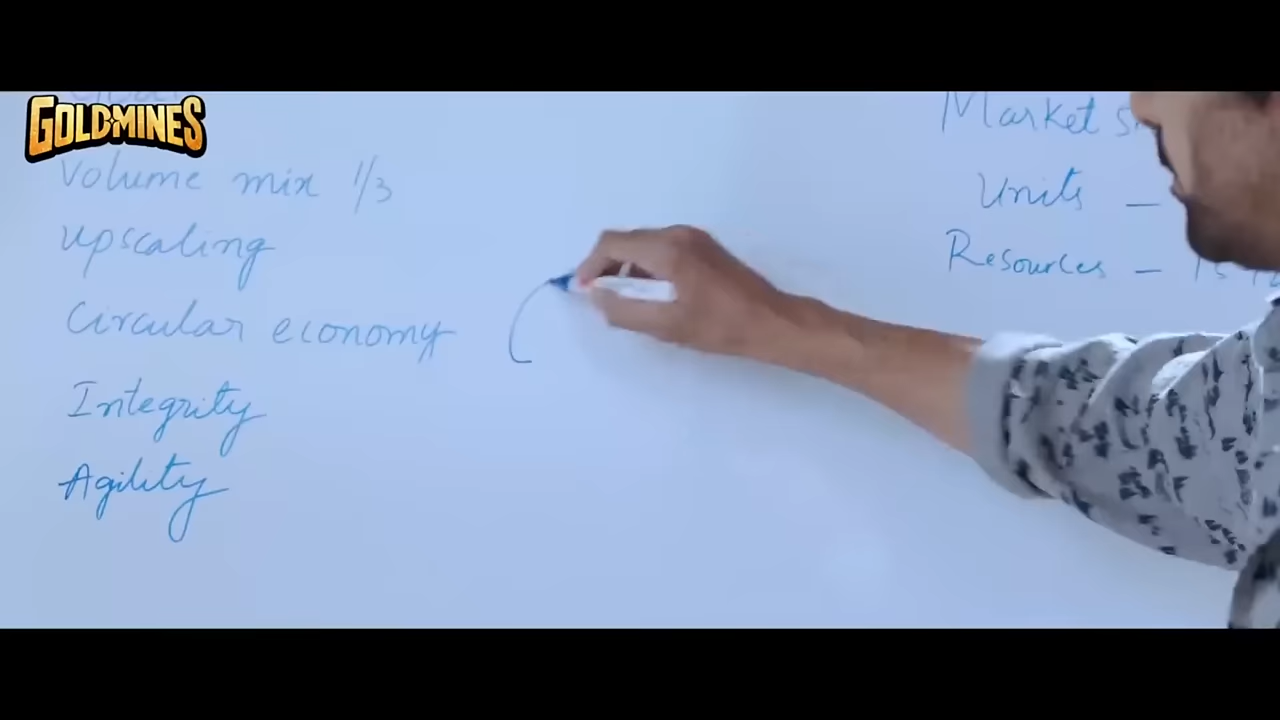 GOLDMINES
Volume mix 1/3
Upscaling
Circular economy
Integrity
Agility
Market
Units –
Resources –